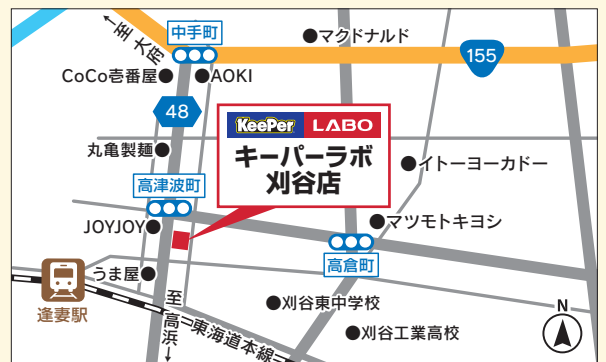 ←至大府
中手町
●マクドナルド
155
CoCo壱番屋●
●AOKI
48
KeePer LABO
キーパーラボ
刈谷店
丸亀製麺●
●イトーヨーカドー
高津波町
JOYJOY●
●マツモトキヨシ
高倉町
うま屋●
逢妻駅
至高浜→
東海道本線
●刈谷東中学校
●刈谷工業高校
N